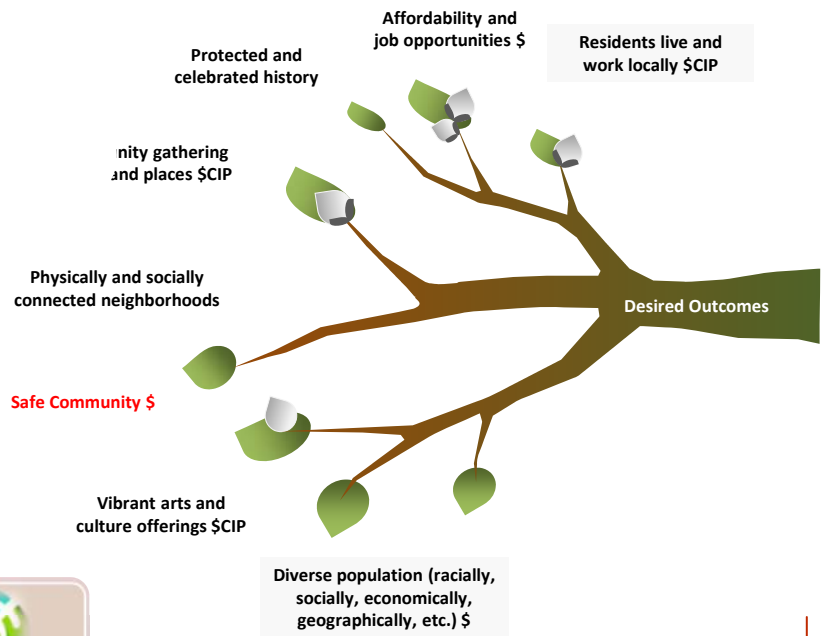 Affordability and
job opportunities $
Residents live and
work locally $CIP
Protected and
celebrated history
gathering
places $CIP
Physically and socially
connected neighborhoods
Desired Outcomes
Safe Community $
Vibrant arts and
culture offerings $CIP
Diverse population (racially,
socially, economically,
geographically, etc.) $